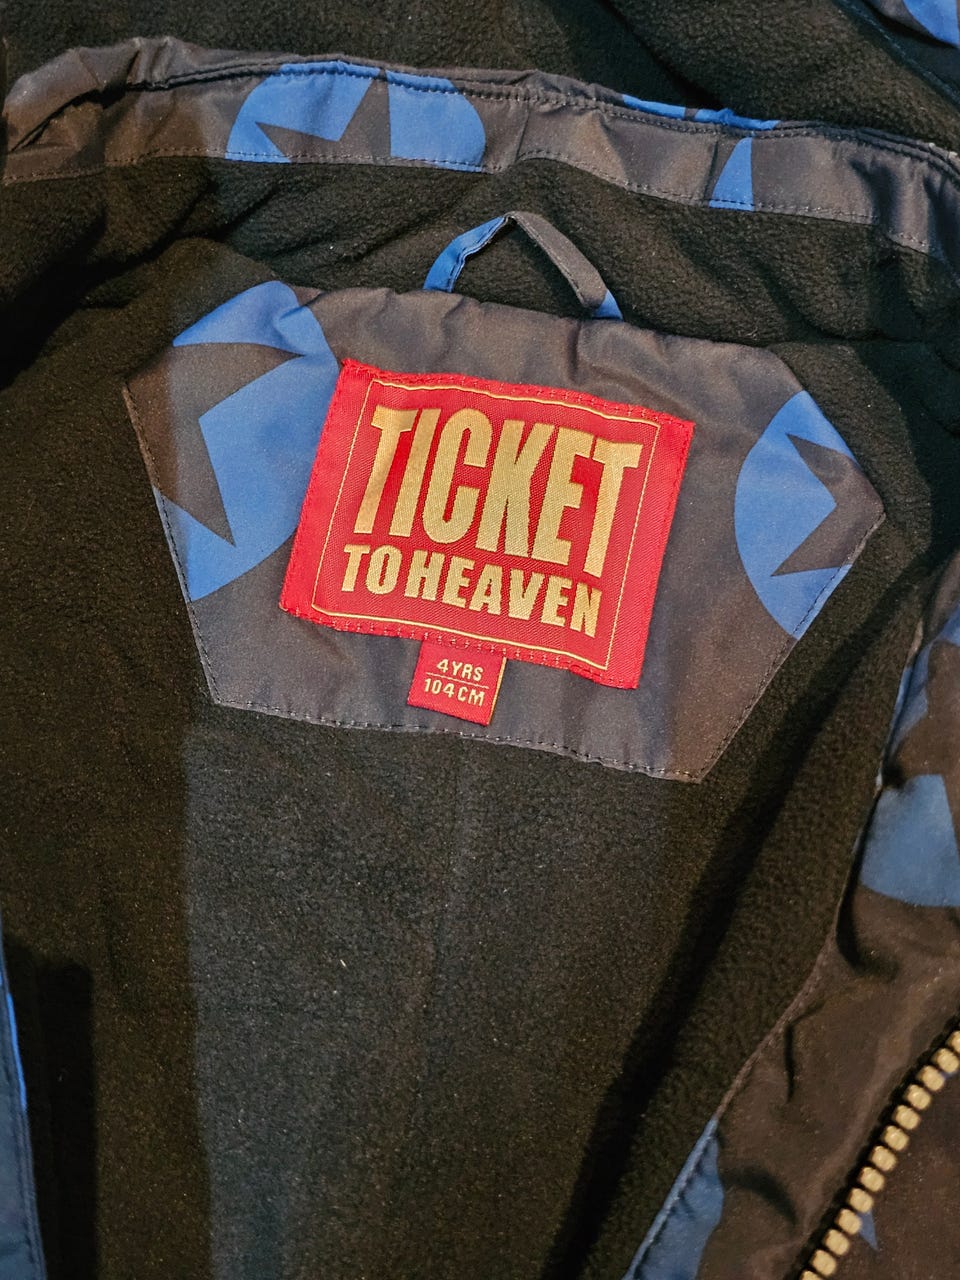 TICKET
TO HEAVEN
4YRS
104CM